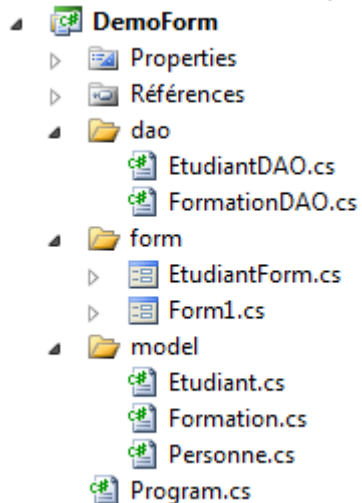 DemoForm
Properties
Références
dao
EtudiantDAO.cs
FormationDAO.cs
form
EtudiantForm.cs
Form1.cs
model
Etudiant.cs
Formation.cs
Personne.cs
Program.cs